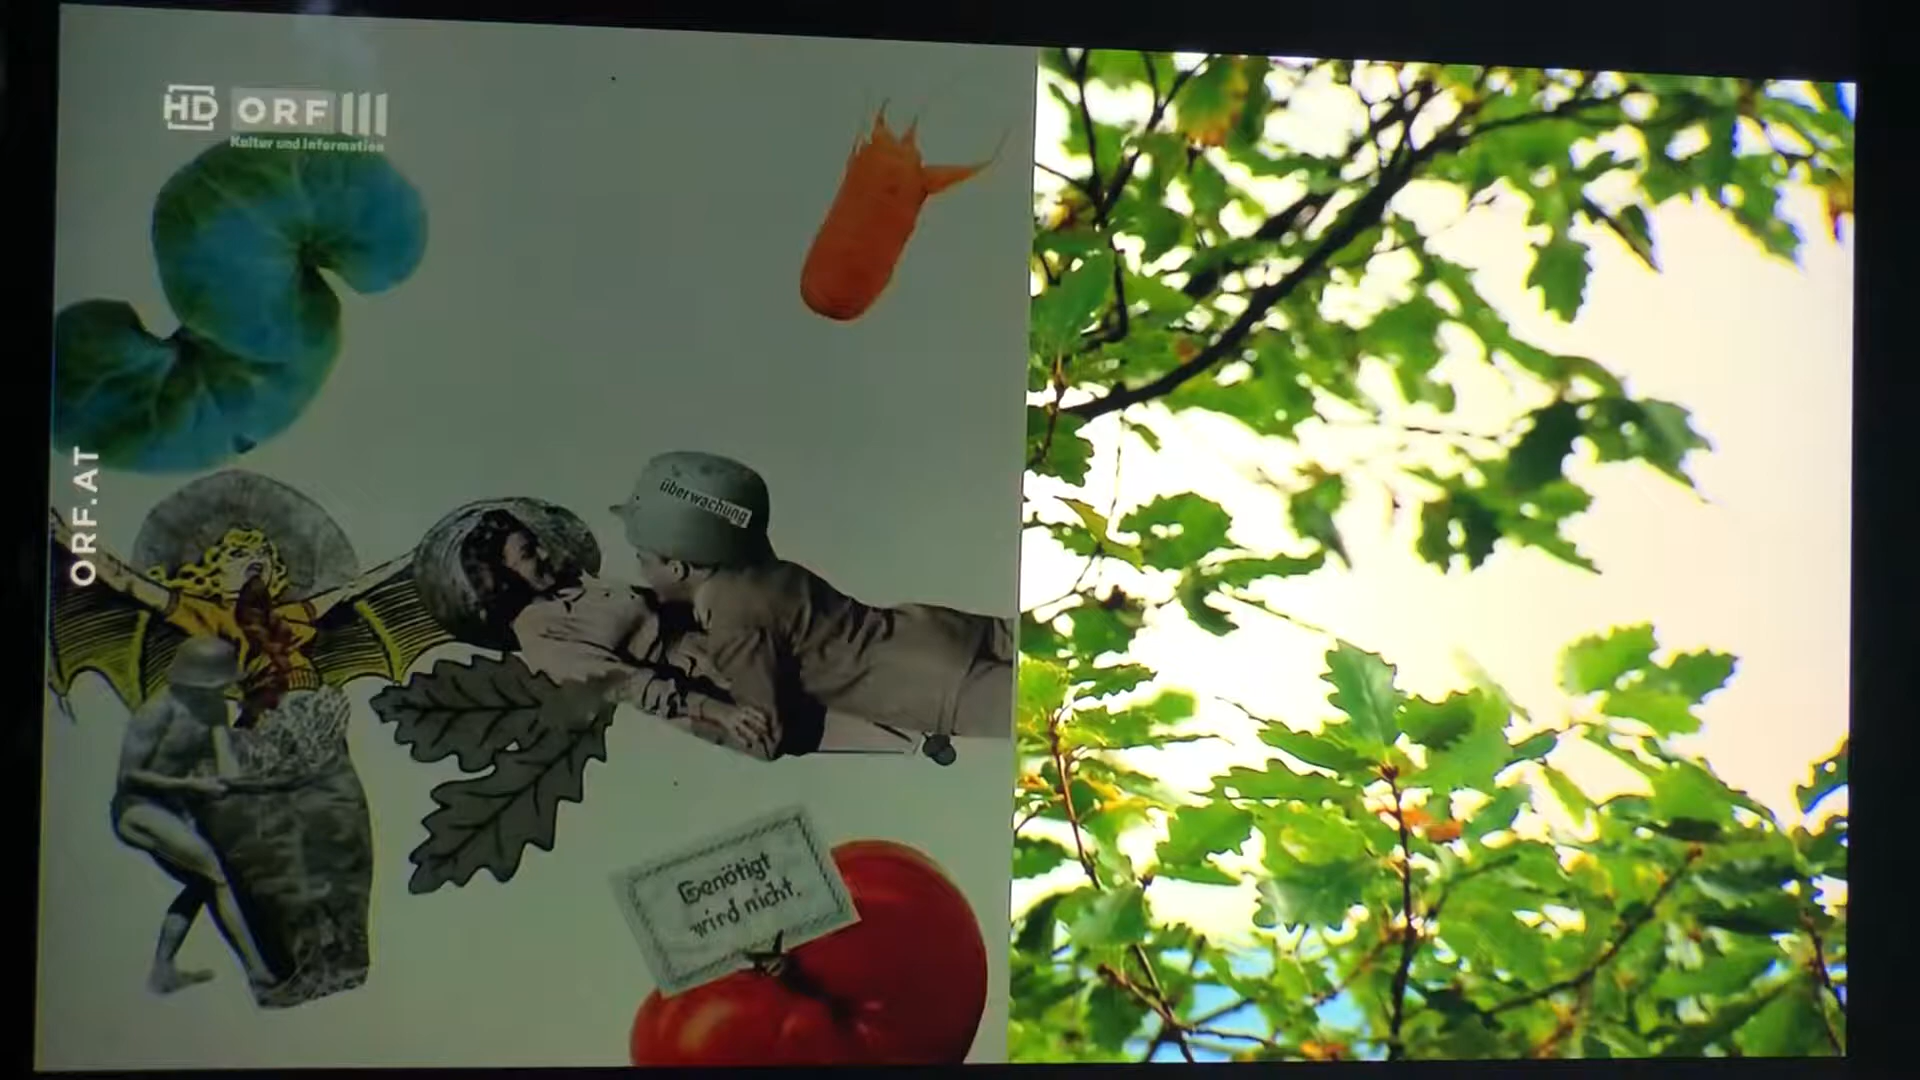 HD ORF III
Kultur und Information
ORF.AT
überwachung
Genötigt
wird nicht.